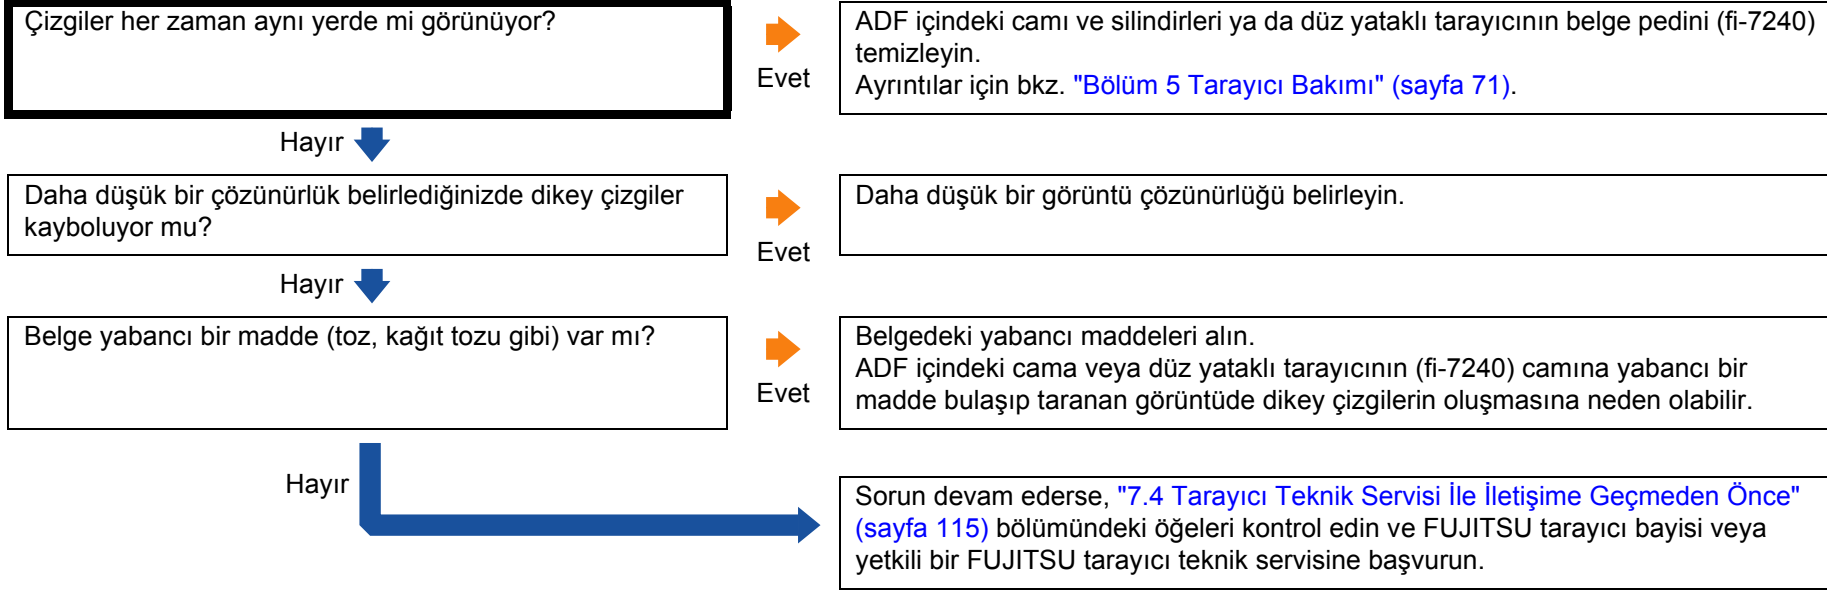 Çizgiler her zaman aynı yerde mi görünüyor?
Evet
ADF içindeki camı ve silindirleri ya da düz yataklı tarayıcının belge pedini (fi-7240)
temizleyin.
Ayrıntılar için bkz. "Bölüm 5 Tarayıcı Bakımı" (sayfa 71).
Hayır
Daha düşük bir çözünürlük belirlediğinizde dikey çizgiler
kayboluyor mu?
Evet
Daha düşük bir görüntü çözünürlüğü belirleyin.
Hayır
Belge yabancı bir madde (toz, kağıt tozu gibi) var mı?
Evet
Belgedeki yabancı maddeleri alın.
ADF içindeki cama veya düz yataklı tarayıcının (fi-7240) camına yabancı bir
madde bulaşıp taranan görüntüde dikey çizgilerin oluşmasına neden olabilir.
Hayır
Sorun devam ederse, "7.4 Tarayıcı Teknik Servisi İle İletişime Geçmeden Önce"
(sayfa 115) bölümündeki öğeleri kontrol edin ve FUJITSU tarayıcı bayisi veya
yetkili bir FUJITSU tarayıcı teknik servisine başvurun.